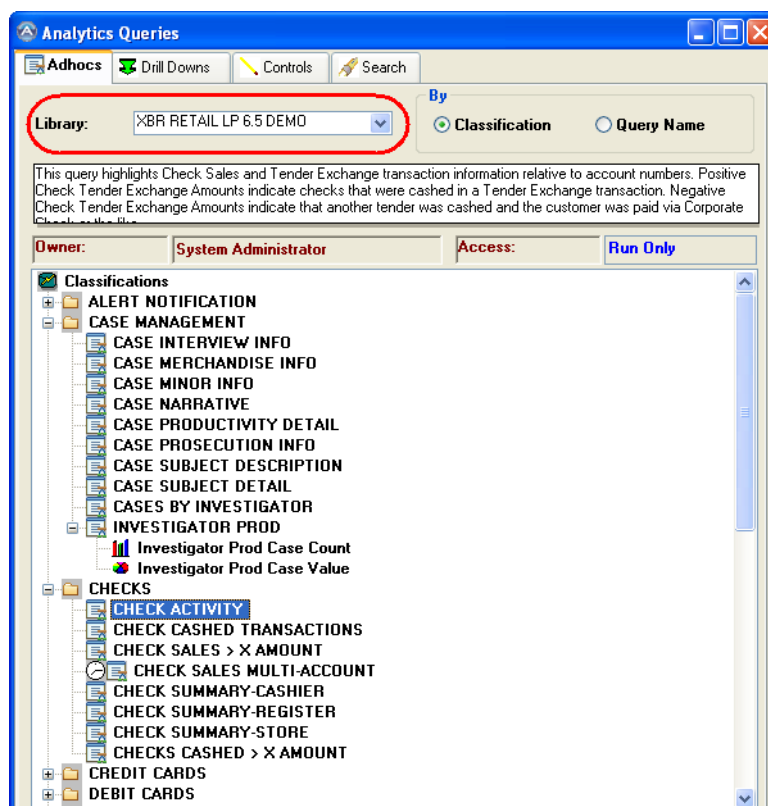 Analytics Queries
Adhocs Drill Downs Controls Search
By
Library: XBR RETAIL LP 6.5 DEMO Classification Query Name
This query highlights Check Sales and Tender Exchange transaction information relative to account numbers. Positive
Check Tender Exchange Amounts indicate checks that were cashed in a Tender Exchange transaction. Negative
Check Tender Exchange Amounts indicate that another tender was cashed and the customer was paid via Corporate
Check or the like
Owner: System Administrator Access: Run Only
Classifications
ALERT NOTIFICATION
CASE MANAGEMENT
CASE INTERVIEW INFO
CASE MERCHANDISE INFO
CASE MINOR INFO
CASE NARRATIVE
CASE PRODUCTIVITY DETAIL
CASE PROSECUTION INFO
CASE SUBJECT DESCRIPTION
CASE SUBJECT DETAIL
CASES BY INVESTIGATOR
INVESTIGATOR PROD
Investigator Prod Case Count
Investigator Prod Case Value
CHECKS
CHECK ACTIVITY
CHECK CASHED TRANSACTIONS
CHECK SALES > X AMOUNT
CHECK SALES MULTI-ACCOUNT
CHECK SUMMARY-CASHIER
CHECK SUMMARY-REGISTER
CHECK SUMMARY-STORE
CHECKS CASHED > X AMOUNT
CREDIT CARDS
DEBIT CARDS